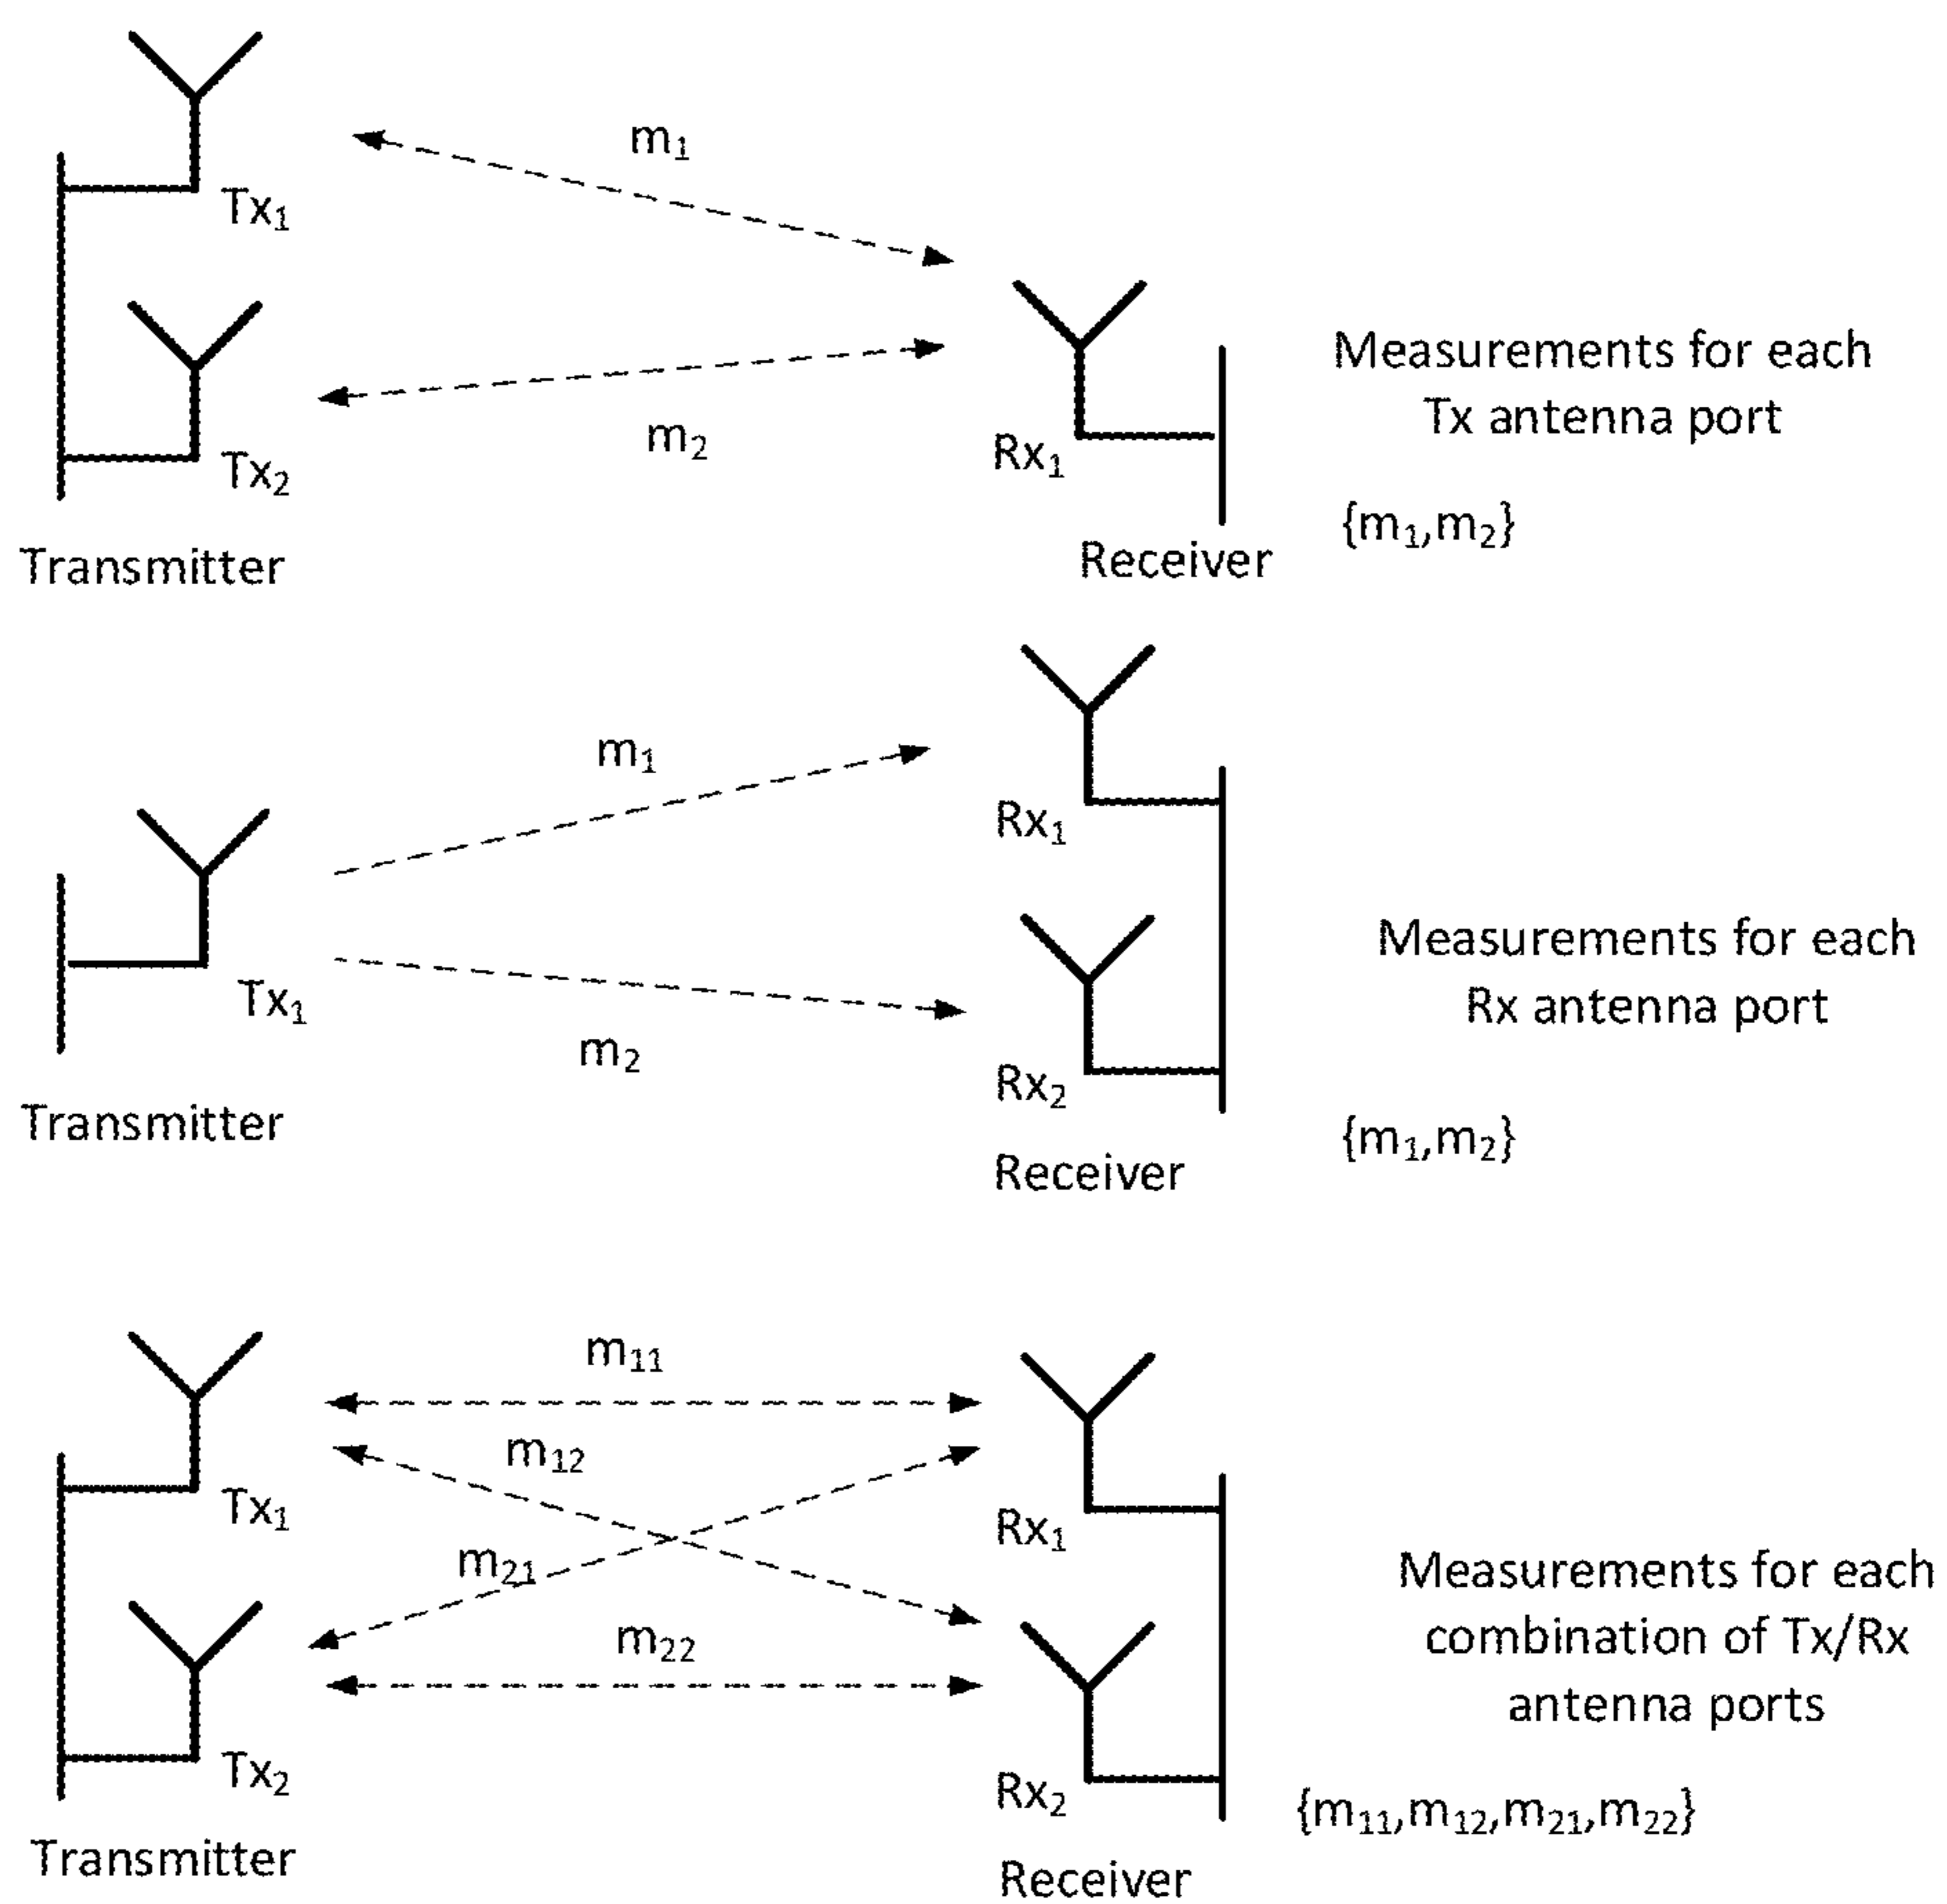 m₁
Tx₁
m₂
Tx₂
Transmitter
Rx₁
Receiver
Measurements for each
Tx antenna port
{m₁,m₂}
m₁
Tx₁
m₂
Transmitter
Rx₁
Rx₂
Receiver
Measurements for each
Rx antenna port
{m₁,m₂}
m₁₁
m₁₂
Tx₁
m₂₁
m₂₂
Tx₂
Transmitter
Rx₁
Rx₂
Receiver
Measurements for each
combination of Tx/Rx
antenna ports
{m₁₁,m₁₂,m₂₁,m₂₂}